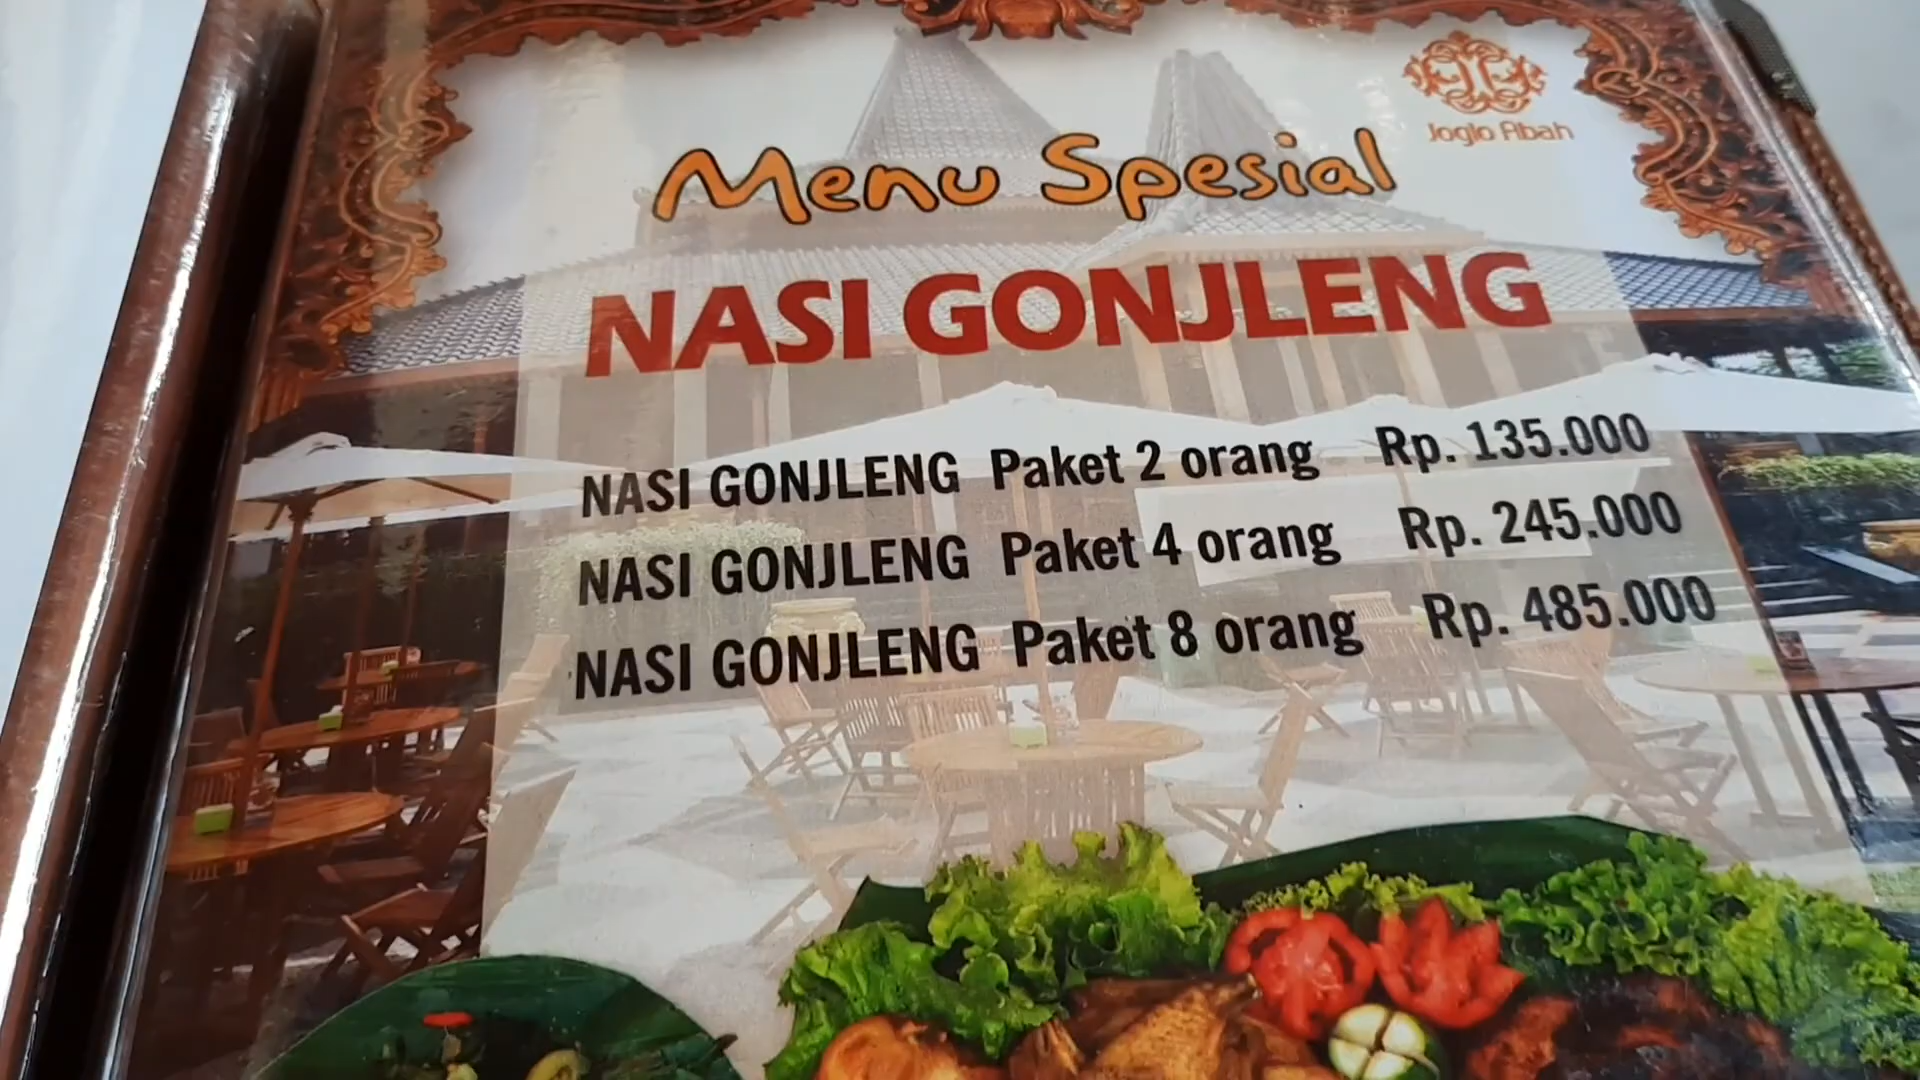 Joglo Abah
Menu Spesial
NASI GONJLENG
NASI GONJLENG Paket 2 orang Rp. 135.000
NASI GONJLENG Paket 4 orang Rp. 245.000
NASI GONJLENG Paket 8 orang Rp. 485.000